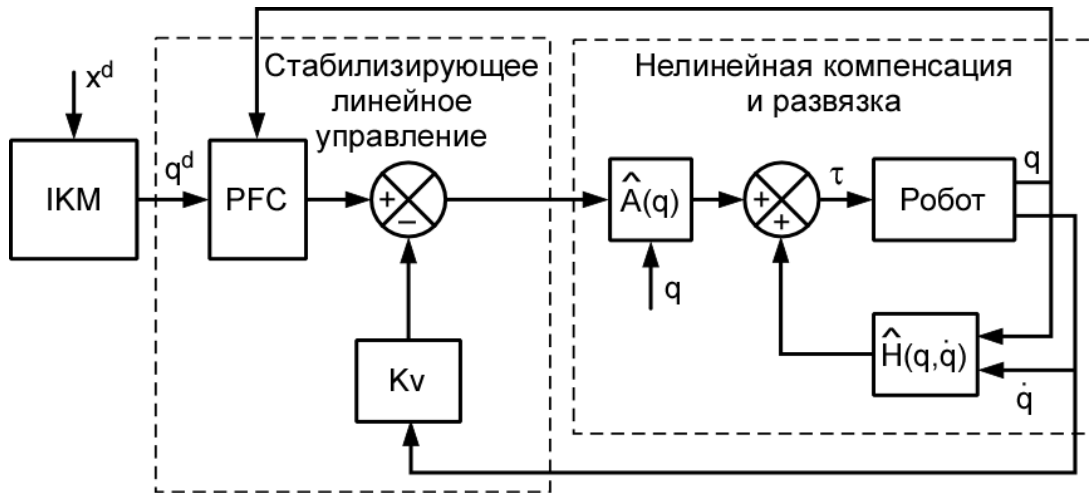 x^d
Стабилизирующее
линейное
управление
Нелинейная компенсация
и развязка
IKM
q^d
PFC
+
−
Â(q)
q
+
+
τ
Робот
q
Kv
Ĥ(q,q̇)
q̇